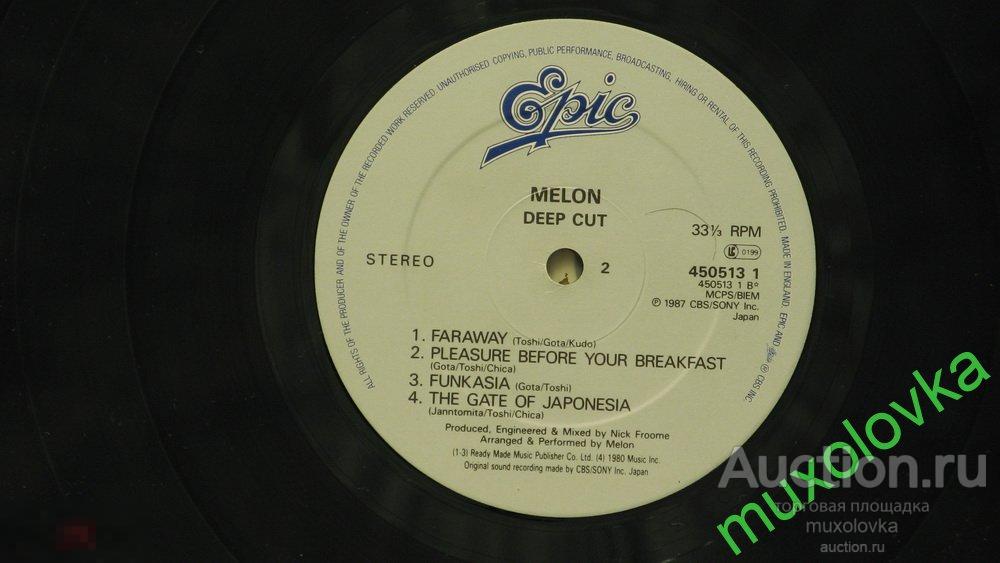 ALL RIGHTS OF THE PRODUCER AND OF THE OWNER OF THE RECORDED WORK RESERVED. UNAUTHORISED COPYING, PUBLIC PERFORMANCE, BROADCASTING, HIRING OR RENTAL OF THIS RECORDING PROHIBITED. MADE IN ENGLAND. EPIC AND Epic ® CBS INC.
Epic
MELON
DEEP CUT
33⅓ RPM
LC 0199
STEREO
2
450513 1
450513 1 B*
MCPS/BIEM
℗ 1987 CBS/SONY Inc.
Japan
1. FARAWAY (Toshi/Gota/Kudo)
2. PLEASURE BEFORE YOUR BREAKFAST
(Gota/Toshi/Chica)
3. FUNKASIA (Gota/Toshi)
4. THE GATE OF JAPONESIA
(Janntomita/Toshi/Chica)
Produced, Engineered & Mixed by Nick Froome
Arranged & Performed by Melon
(1-3) Ready Made Music Publisher Co. Ltd. (4) 1980 Music Inc.
Original sound recording made by CBS/SONY Inc. Japan
muxolovka
Auction.ru
торговая площадка
muxolovka
auction.ru